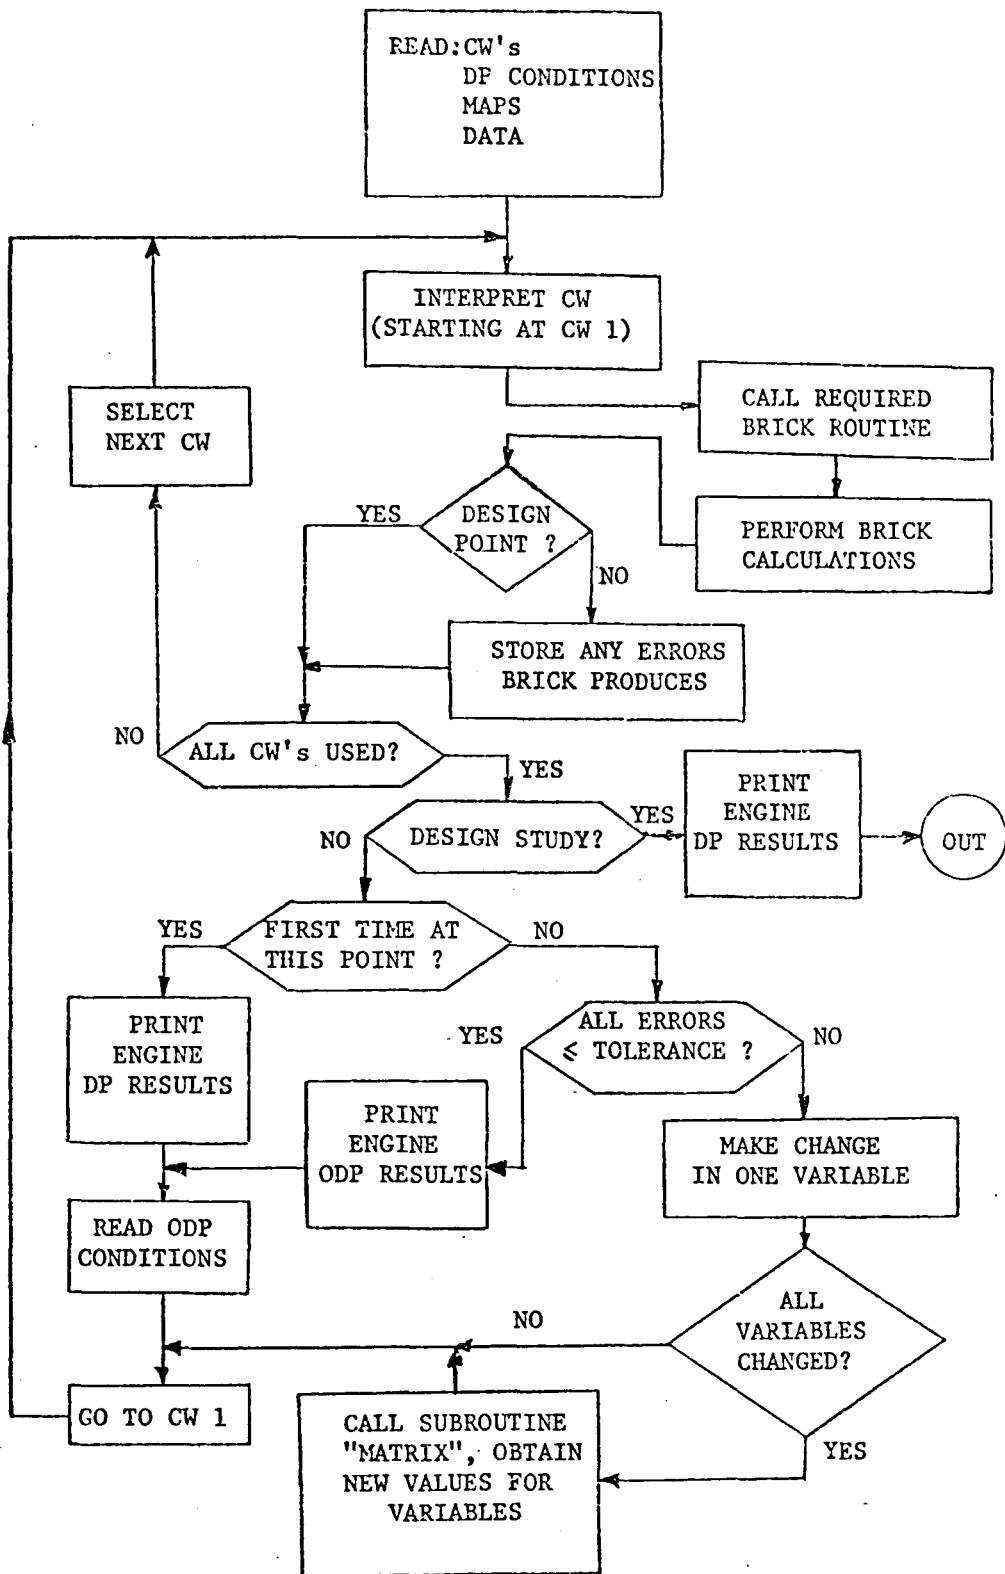 READ:CW's
DP CONDITIONS
MAPS
DATA
INTERPRET CW
(STARTING AT CW 1)
CALL REQUIRED
BRICK ROUTINE
PERFORM BRICK
CALCULATIONS
SELECT
NEXT CW
YES
DESIGN
POINT ?
NO
STORE ANY ERRORS
BRICK PRODUCES
NO
ALL CW's USED?
YES
NO
DESIGN STUDY?
YES
PRINT
ENGINE
DP RESULTS
OUT
YES
FIRST TIME AT
THIS POINT ?
NO
PRINT
ENGINE
DP RESULTS
YES
ALL ERRORS
≤ TOLERANCE ?
NO
PRINT
ENGINE
ODP RESULTS
MAKE CHANGE
IN ONE VARIABLE
READ ODP
CONDITIONS
NO
ALL
VARIABLES
CHANGED?
YES
GO TO CW 1
CALL SUBROUTINE
"MATRIX", OBTAIN
NEW VALUES FOR
VARIABLES